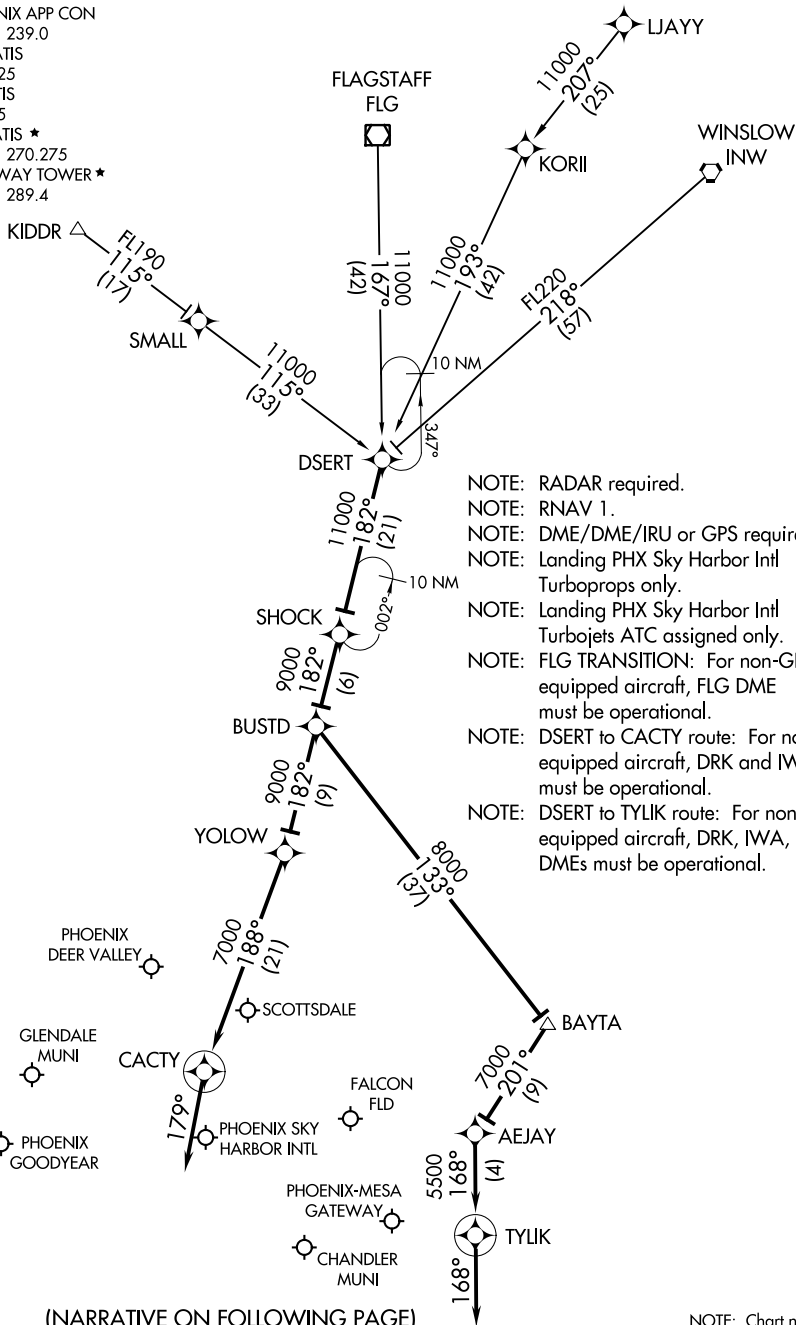 NIX APP CON
239.0
ATIS
25
TIS
5
ATIS ★
270.275
WAY TOWER ★
289.4
LJAYY
11000
207°
(25)
FLAGSTAFF
FLG
KORII
WINSLOW
INW
KIDDR
FL190
115°
(17)
11000
167°
(42)
11000
193°
(42)
FL220
218°
(57)
SMALL
11000
115°
(33)
10 NM
347°
DSERT
11000
182°
(21)
10 NM
002°
SHOCK
9000
182°
(6)
BUSTD
9000
182°
(9)
YOLOW
NOTE: RADAR required.
NOTE: RNAV 1.
NOTE: DME/DME/IRU or GPS requir
NOTE: Landing PHX Sky Harbor Intl
Turboprops only.
NOTE: Landing PHX Sky Harbor Intl
Turbojets ATC assigned only.
NOTE: FLG TRANSITION: For non-GP
equipped aircraft, FLG DME
must be operational.
NOTE: DSERT to CACTY route: For no
equipped aircraft, DRK and IW
must be operational.
NOTE: DSERT to TYLIK route: For non-
equipped aircraft, DRK, IWA,
DMEs must be operational.
8000
133°
(37)
7000
188°
(21)
PHOENIX
DEER VALLEY
SCOTTSDALE
BAYTA
GLENDALE
MUNI
CACTY
7000
201°
(9)
FALCON
FLD
179°
PHOENIX SKY
HARBOR INTL
AEJAY
PHOENIX
GOODYEAR
5500
168°
(4)
PHOENIX-MESA
GATEWAY
TYLIK
CHANDLER
MUNI
168°
(NARRATIVE ON FOLLOWING PAGE)
NOTE: Chart n